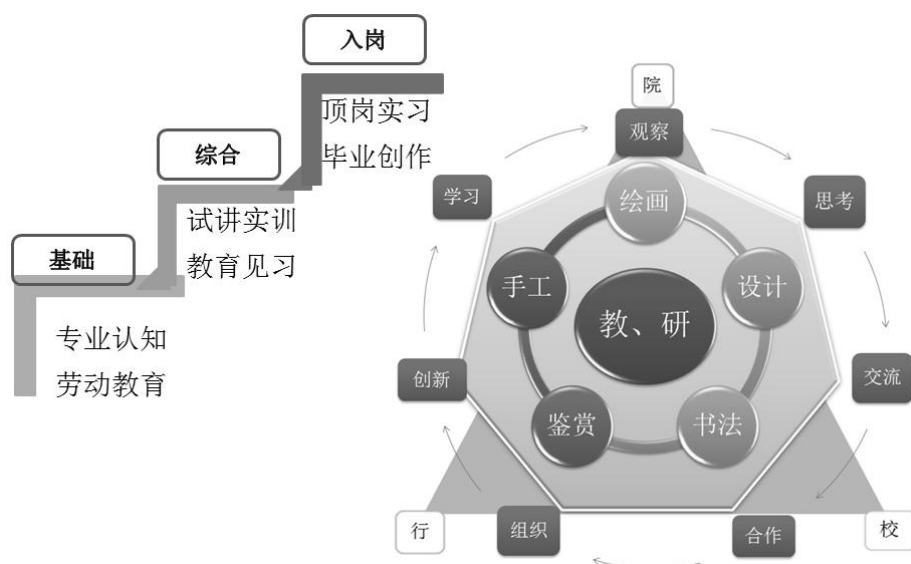 入岗
顶岗实习
毕业创作
综合
试讲实训
教育见习
基础
专业认知
劳动教育
院
观察
思考
交流
校
合作
组织
行
创新
学习
绘画
设计
书法
鉴赏
手工
教、研